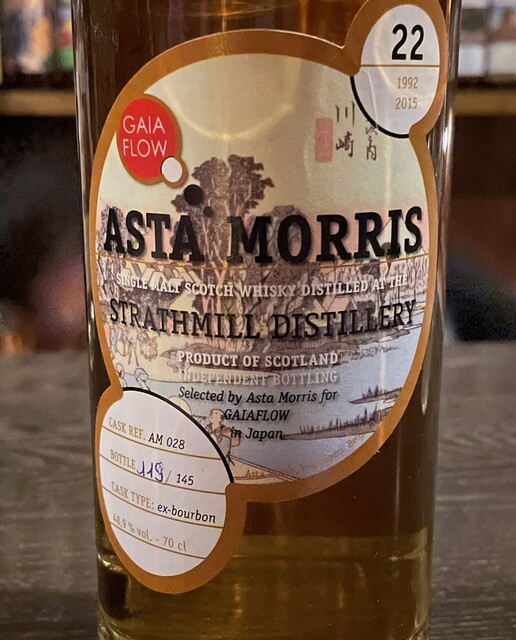 22
1992
2015
GAIA
FLOW
川崎
ASTA MORRIS
SINGLE MALT SCOTCH WHISKY DISTILLED AT THE
STRATHMILL DISTILLERY
PRODUCT OF SCOTLAND
INDEPENDENT BOTTLING
Selected by Asta Morris for
GAIAFLOW
in Japan
CASK REF. AM 028
BOTTLE 119 / 145
CASK TYPE: ex-bourbon
48,9 % vol. - 70 cl